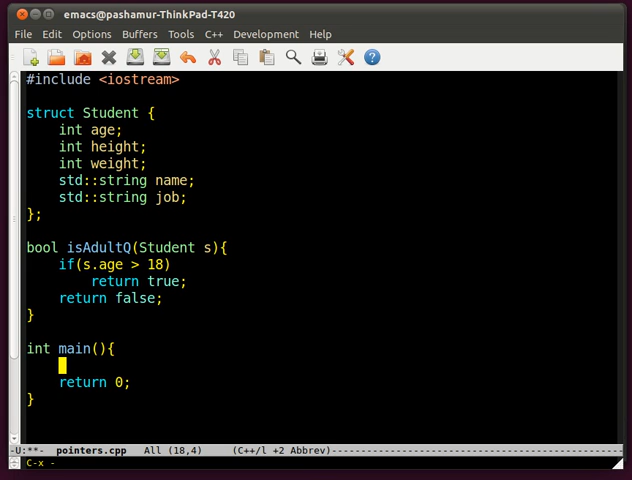 emacs@pashamur-ThinkPad-T420
File Edit Options Buffers Tools C++ Development Help
#include <iostream>
struct Student {
    int age;
    int height;
    int weight;
    std::string name;
    std::string job;
};
bool isAdultQ(Student s){
    if(s.age > 18)
        return true;
    return false;
}
int main(){
    return 0;
}
-U:**-  pointers.cpp   All (18,4)     (C++/l +2 Abbrev)
C-x -